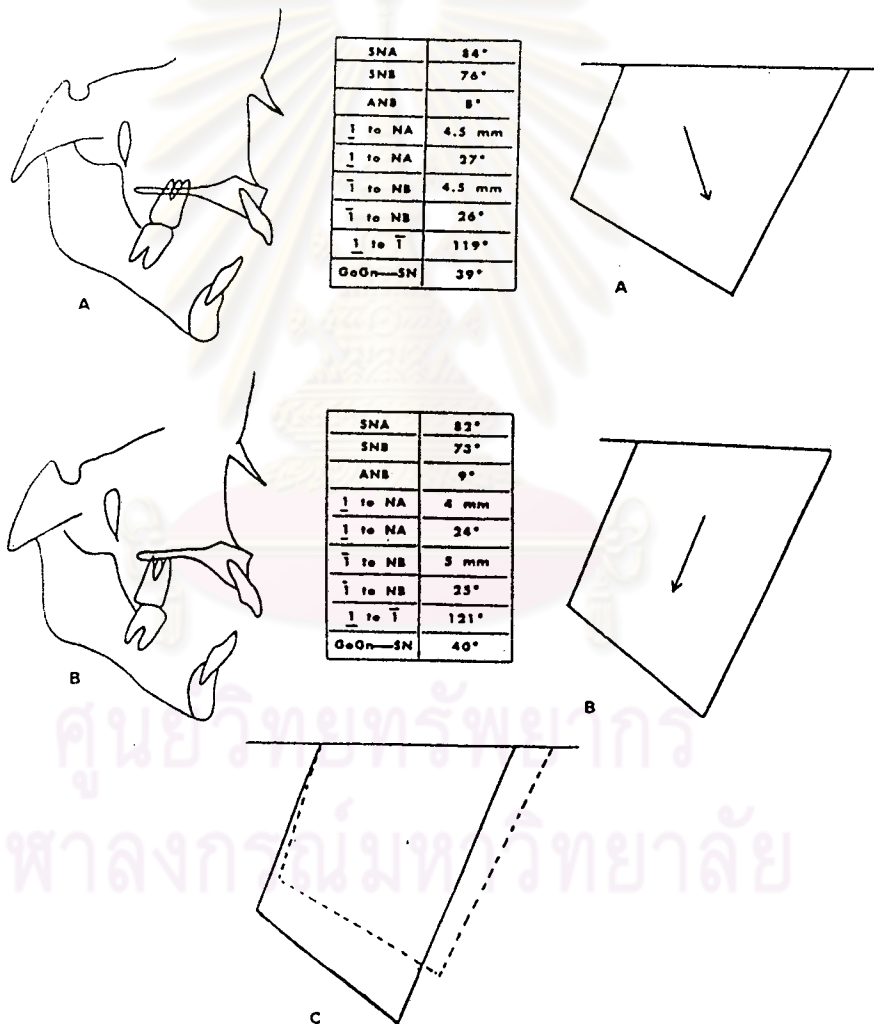 SNA 84°
SNB 76°
ANB 8°
1 to NA 4.5 mm
1 to NA 27°
1 to NB 4.5 mm
1 to NB 26°
1 to 1 119°
GoGn—SN 39°
A
A
SNA 82°
SNB 73°
ANB 9°
1 to NA 4 mm
1 to NA 24°
1 to NB 5 mm
1 to NB 25°
1 to 1 121°
GoGn—SN 40°
B
B
ศูนย์วิทยทรัพยากร
จุฬาลงกรณ์มหาวิทยาลัย
C